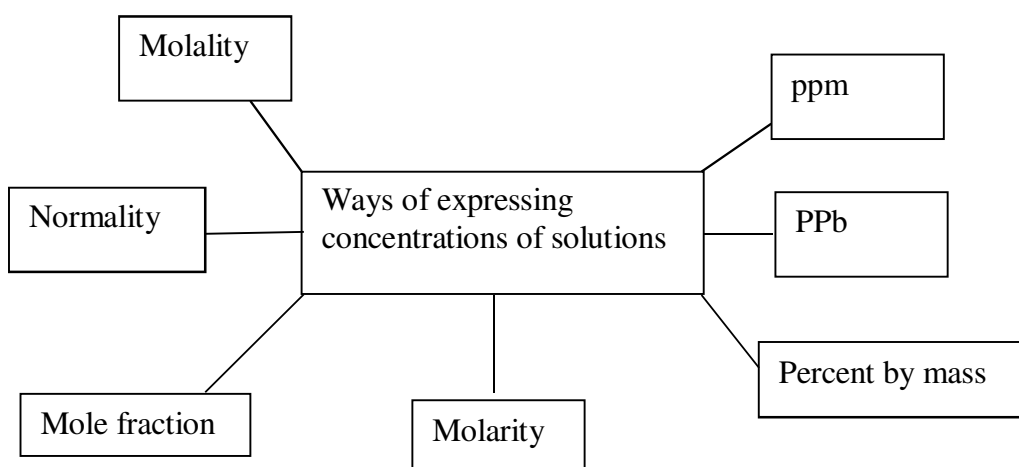 Molality
ppm
Ways of expressing
concentrations of solutions
Normality
PPb
Percent by mass
Mole fraction
Molarity